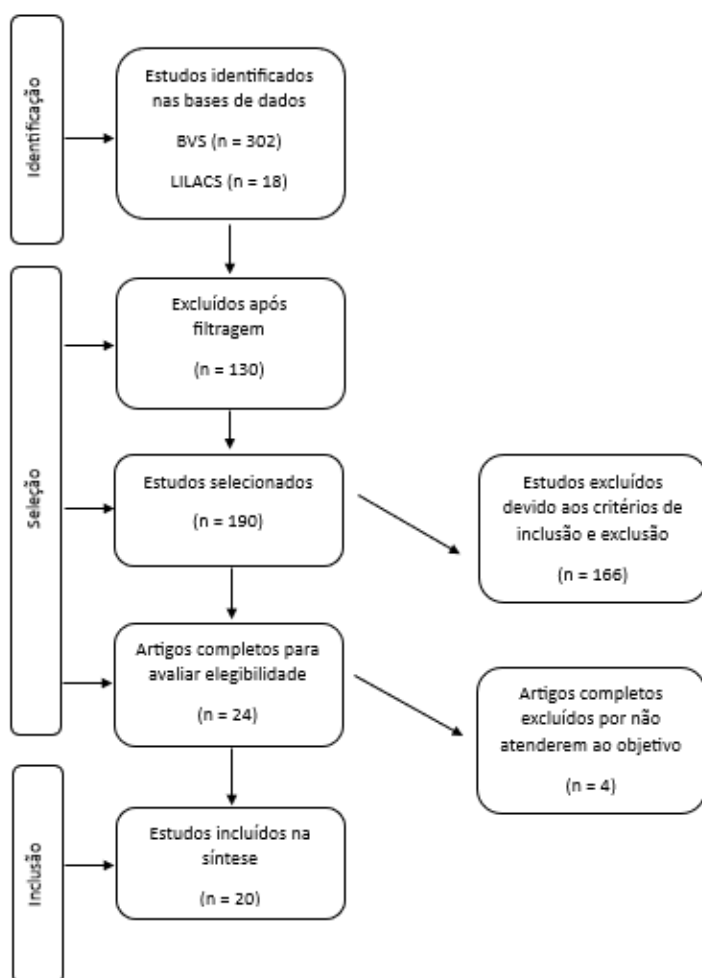 Identificação
Estudos identificados
nas bases de dados
BVS (n = 302)
LILACS (n = 18)
Seleção
Excluídos após
filtragem
(n = 130)
Estudos selecionados
(n = 190)
Estudos excluídos
devido aos critérios de
inclusão e exclusão
(n = 166)
Artigos completos para
avaliar elegibilidade
(n = 24)
Artigos completos
excluídos por não
atenderem ao objetivo
(n = 4)
Inclusão
Estudos incluídos na
síntese
(n = 20)